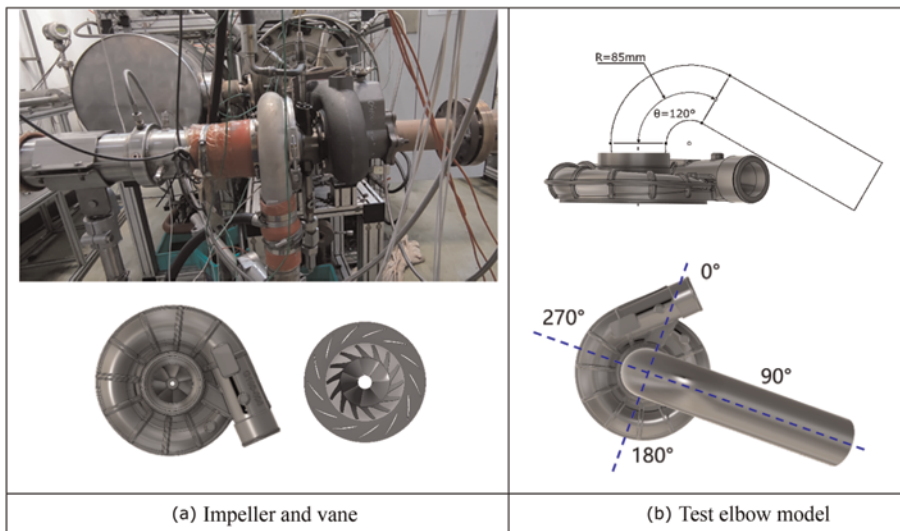 R=85mm
θ=120°
0°
270°
90°
180°
(a) Impeller and vane
(b) Test elbow model